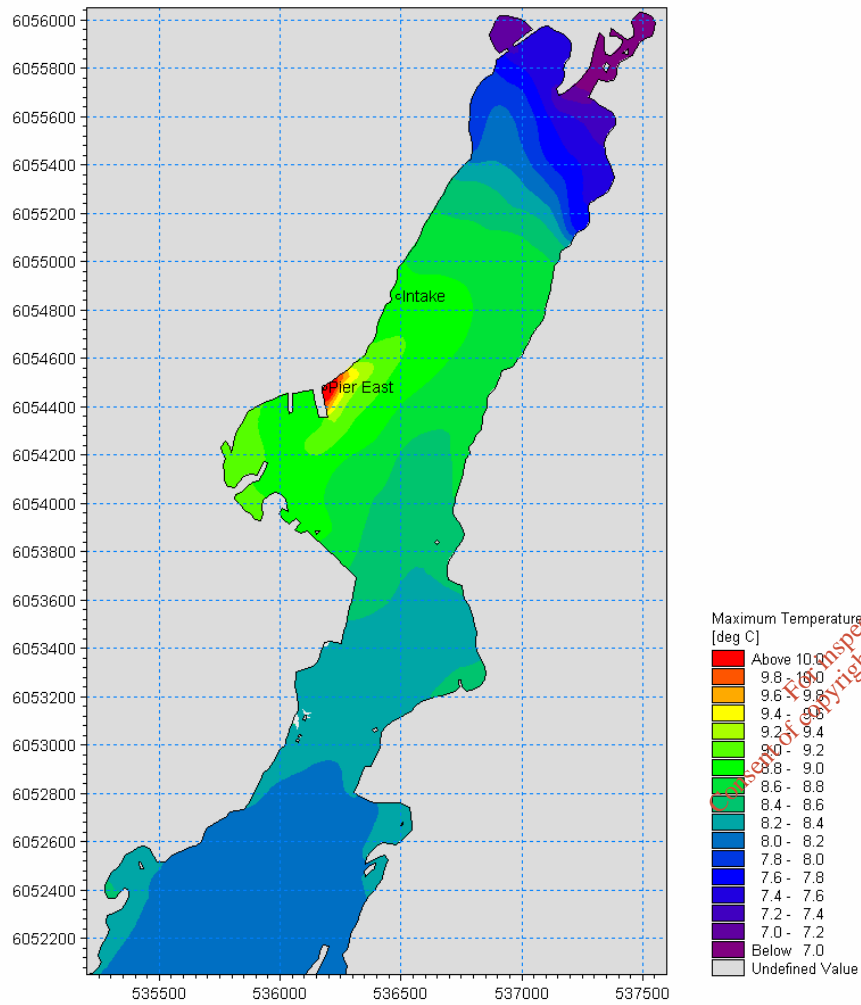 6056000
6055800
6055600
6055400
6055200
6055000
6054800
6054600
6054400
6054200
6054000
6053800
6053600
6053400
6053200
6053000
6052800
6052600
6052400
6052200
Intake
Pier East
535500
536000
536500
537000
537500
Maximum Temperature
[deg C]
Above 10.0
9.8 - 10.0
9.6 - 9.8
9.4 - 9.6
9.2 - 9.4
9.0 - 9.2
8.8 - 9.0
8.6 - 8.8
8.4 - 8.6
8.2 - 8.4
8.0 - 8.2
7.8 - 8.0
7.6 - 7.8
7.4 - 7.6
7.2 - 7.4
7.0 - 7.2
Below 7.0
Undefined Value
For inspe
Consent of copyrigh